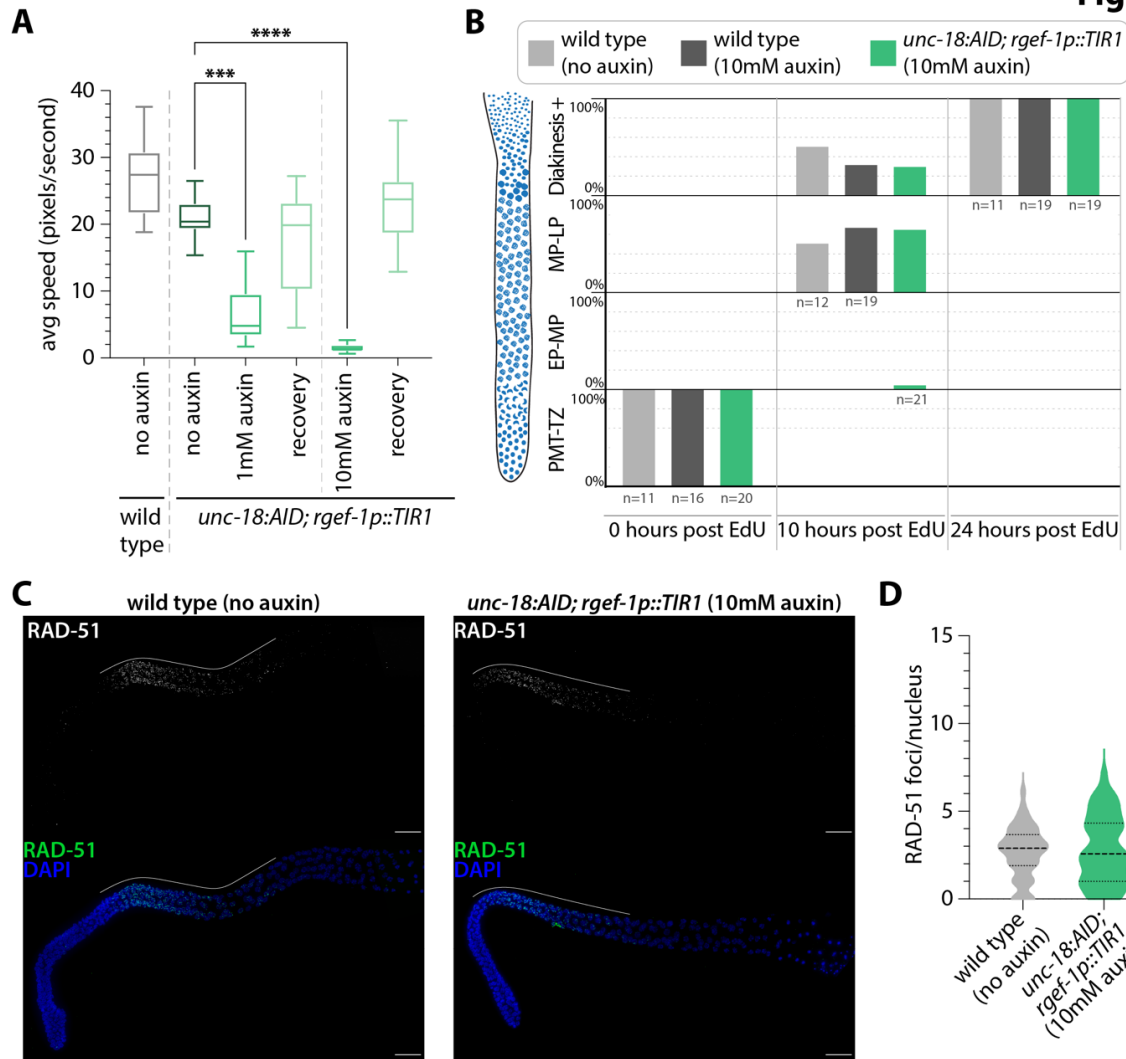 Fig
A
****
***
avg speed (pixels/second)
40
30
20
10
0
no auxin
no auxin
1mM auxin
recovery
10mM auxin
recovery
wild type
unc-18:AID; rgef-1p::TIR1
B
wild type (no auxin)
wild type (10mM auxin)
unc-18:AID; rgef-1p::TIR1 (10mM auxin)
Diakinesis +
100%
0%
n=11 n=19 n=19
MP-LP
100%
0%
n=12 n=19
EP-MP
100%
0%
n=21
PMT-TZ
100%
0%
n=11 n=16 n=20
0 hours post EdU
10 hours post EdU
24 hours post EdU
C
wild type (no auxin)
unc-18:AID; rgef-1p::TIR1 (10mM auxin)
RAD-51
RAD-51
RAD-51
DAPI
RAD-51
DAPI
D
RAD-51 foci/nucleus
15
10
5
0
wild type
(no auxin)
unc-18:AID;
rgef-1p::TIR1
(10mM auxi